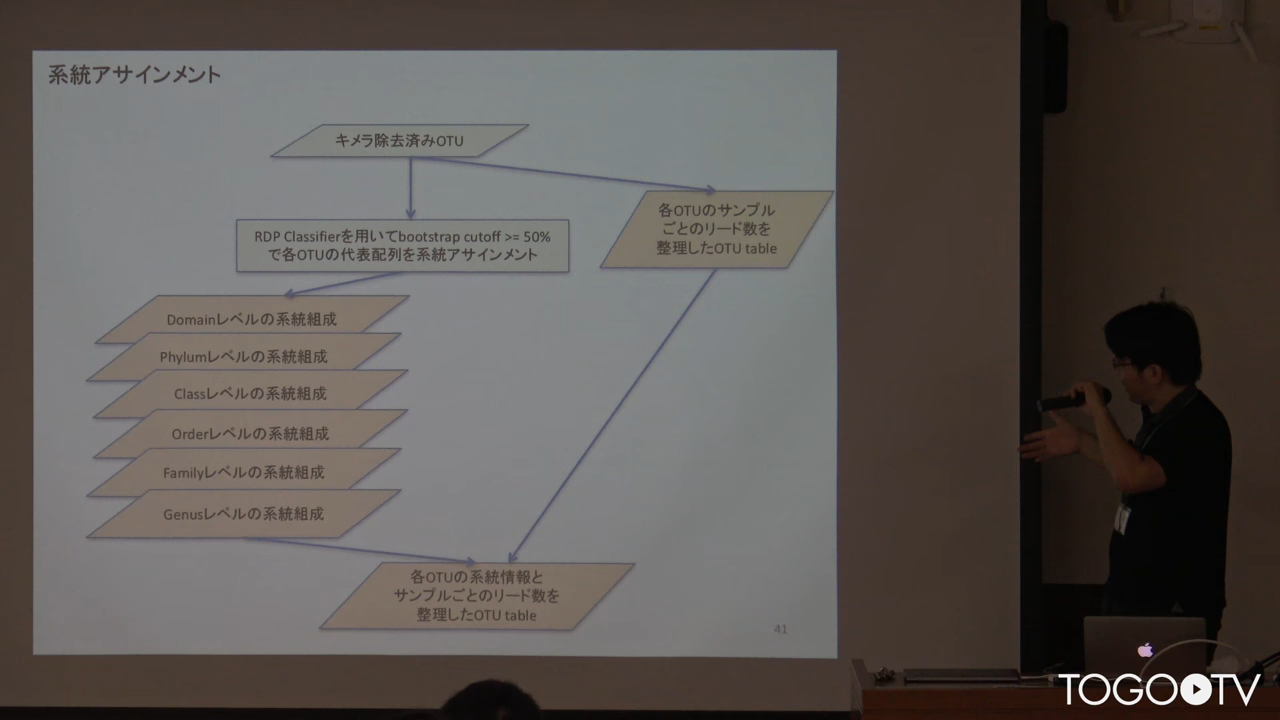 系統アサインメント
キメラ除去済みOTU
各OTUのサンプル
ごとのリード数を
整理したOTU table
RDP Classifierを用いてbootstrap cutoff >= 50%
で各OTUの代表配列を系統アサインメント
Domainレベルの系統組成
Phylumレベルの系統組成
Classレベルの系統組成
Orderレベルの系統組成
Familyレベルの系統組成
Genusレベルの系統組成
各OTUの系統情報と
サンプルごとのリード数を
整理したOTU table
41
TOGOTV